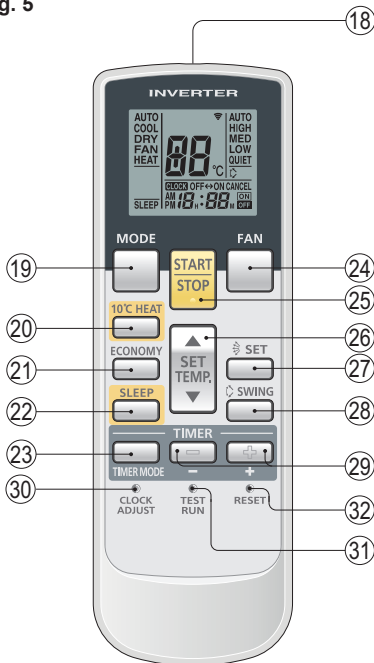 g. 5
18
INVERTER
AUTO
COOL
DRY
FAN
HEAT
SLEEP
88
°C
AUTO
HIGH
MED
LOW
QUIET
CLOCK OFF↔ON CANCEL
AM
PM 18 H : 88 M
ON
OFF
MODE
FAN
19
START
STOP
24
25
10°C HEAT
20
26
ECONOMY
21
SET
TEMP.
SET
27
SLEEP
22
SWING
28
TIMER
23
TIMER MODE
−
+
29
30
CLOCK
ADJUST
TEST
RUN
RESET
32
31